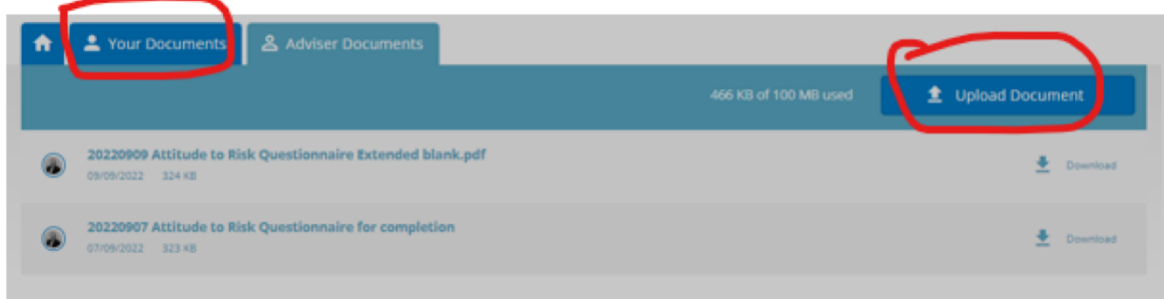 Your Documents
Adviser Documents
466 KB of 100 MB used
Upload Document
20220909 Attitude to Risk Questionnaire Extended blank.pdf
09/09/2022 324 KB
Download
20220907 Attitude to Risk Questionnaire for completion
07/09/2022 323 KB
Download